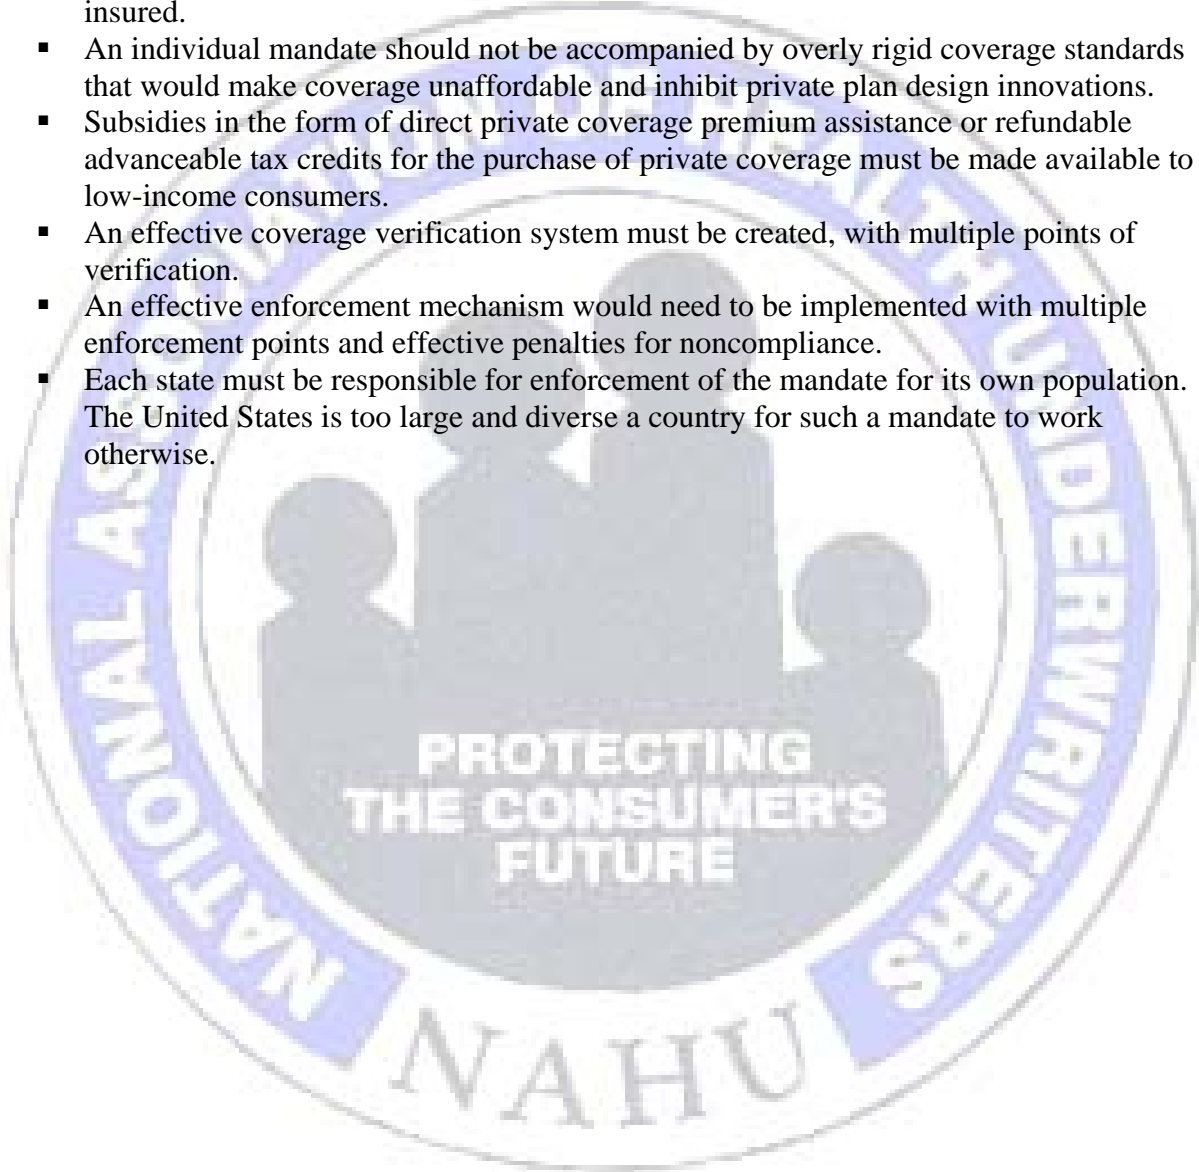 insured.
▪ An individual mandate should not be accompanied by overly rigid coverage standards
that would make coverage unaffordable and inhibit private plan design innovations.
▪ Subsidies in the form of direct private coverage premium assistance or refundable
advanceable tax credits for the purchase of private coverage must be made available to
low-income consumers.
▪ An effective coverage verification system must be created, with multiple points of
verification.
▪ An effective enforcement mechanism would need to be implemented with multiple
enforcement points and effective penalties for noncompliance.
▪ Each state must be responsible for enforcement of the mandate for its own population.
The United States is too large and diverse a country for such a mandate to work
otherwise.
NATIONAL ASSOCIATION OF HEALTH UNDERWRITERS
PROTECTING
THE CONSUMER'S
FUTURE
NAHU